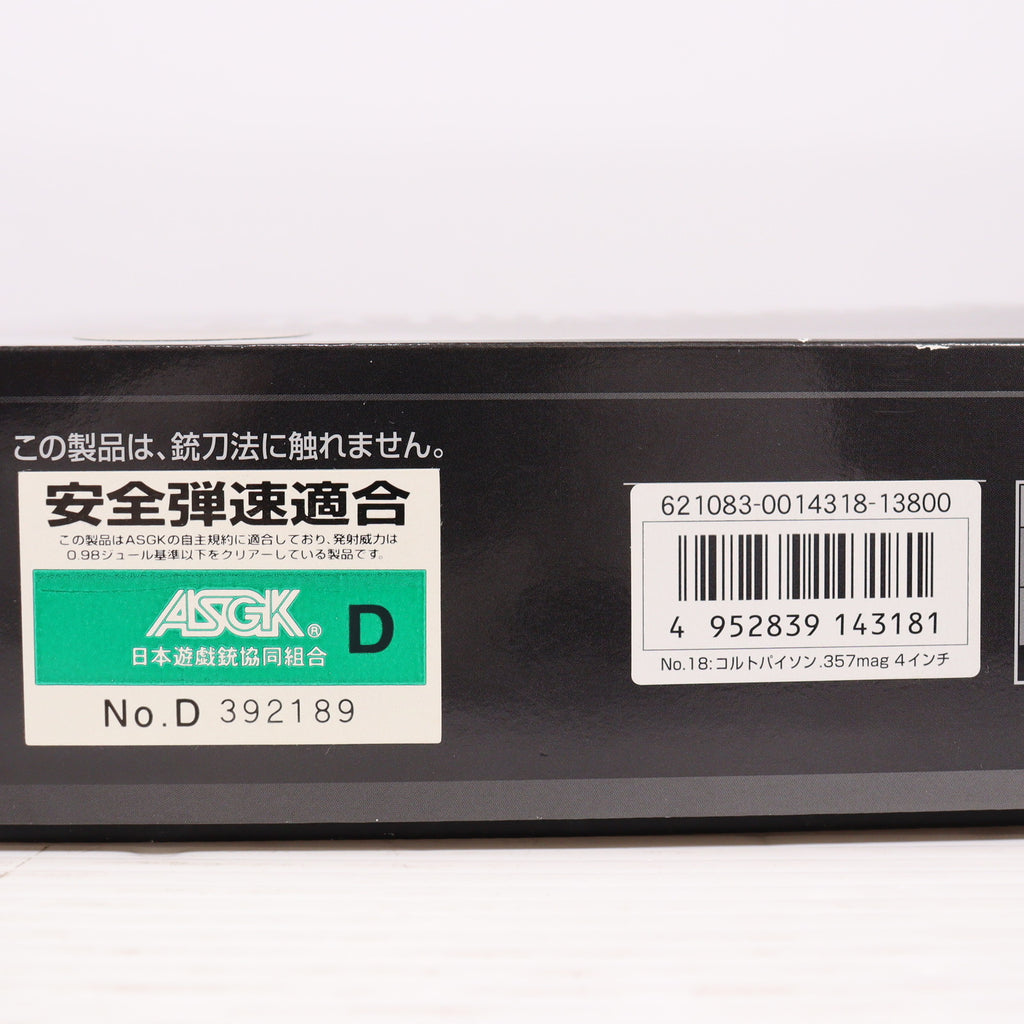 この製品は、銃刀法に触れません。
安全弾速適合
この製品はASGKの自主規約に適合しており、発射威力は
0.98ジュール基準以下をクリアーしている製品です。
ASGK® D
日本遊戯銃協同組合
No.D 392189
621083-0014318-13800
4 952839 143181
No.18:コルトパイソン.357mag 4インチ